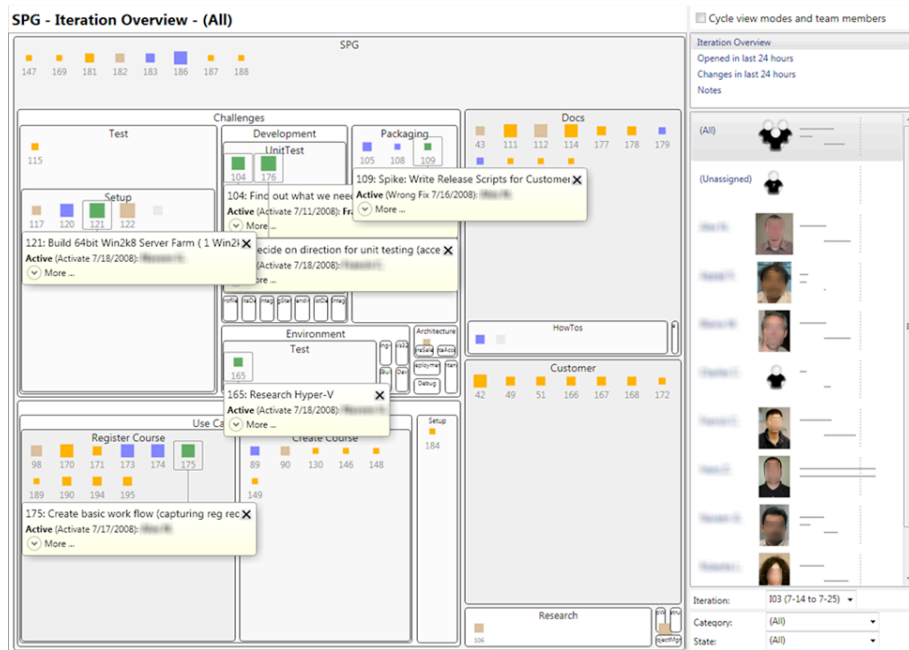 SPG - Iteration Overview - (All)
Cycle view modes and team members
SPG
147 169 181 182 183 186 187 188
Iteration Overview
Opened in last 24 hours
Changes in last 24 hours
Notes
Challenges
Test
115
Setup
117 120 121 122
121: Build 64bit Win2k8 Server Farm ( 1 Win2k
Active (Activate 7/18/2008):
More ...
Development
UnitTest
104 176
104: Find out what we nee
Active (Activate 7/11/2008): Fra
More ...
ecide on direction for unit testing (acce
(Activate 7/18/2008):
Packaging
105 108 109
109: Spike: Write Release Scripts for Customer
Active (Wrong Fix 7/16/2008):
More ...
Environment
Test
165
165: Research Hyper-V
Active (Activate 7/18/2008):
More ...
Architecture
Debug
Docs
43 111 112 114 177 178 179
HowTos
Customer
42 49 51 166 167 168 172
Research
106
Use Ca
Register Course
98 170 171 173 174 175
189 190 194 195
175: Create basic work flow (capturing reg rec
Active (Activate 7/17/2008):
More ...
Create Course
89 90 130 146 148
149
Setup
184
(All)
(Unassigned)
Iteration: I03 (7-14 to 7-25)
Category: (All)
State: (All)